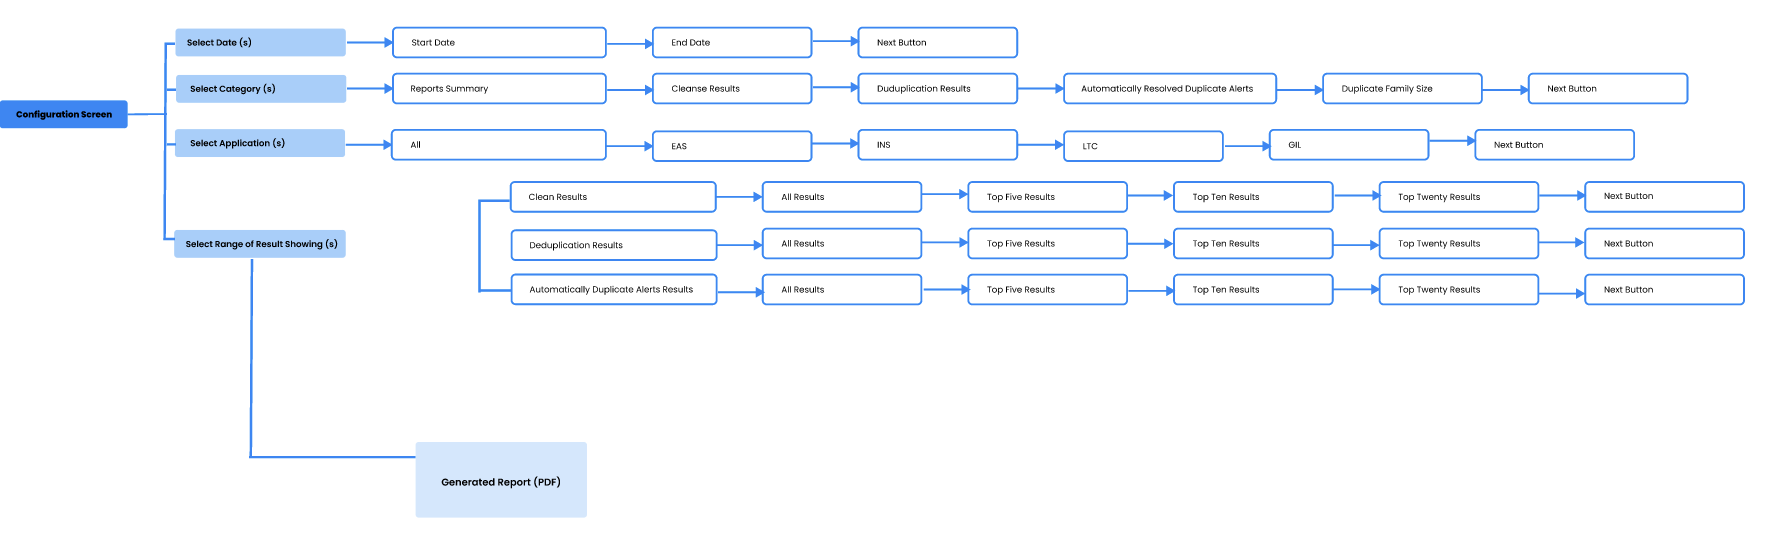 Select Date (s)
Start Date
End Date
Next Button
Select Category (s)
Reports Summary
Cleanse Results
Duduplication Results
Automatically Resolved Duplicate Alerts
Duplicate Family Size
Next Button
Configuration Screen
Select Application (s)
All
EAS
INS
LTC
GIL
Next Button
Clean Results
All Results
Top Five Results
Top Ten Results
Top Twenty Results
Next Button
Select Range of Result Showing (s)
Deduplication Results
All Results
Top Five Results
Top Ten Results
Top Twenty Results
Next Button
Automatically Duplicate Alerts Results
All Results
Top Five Results
Top Ten Results
Top Twenty Results
Next Button
Generated Report (PDF)